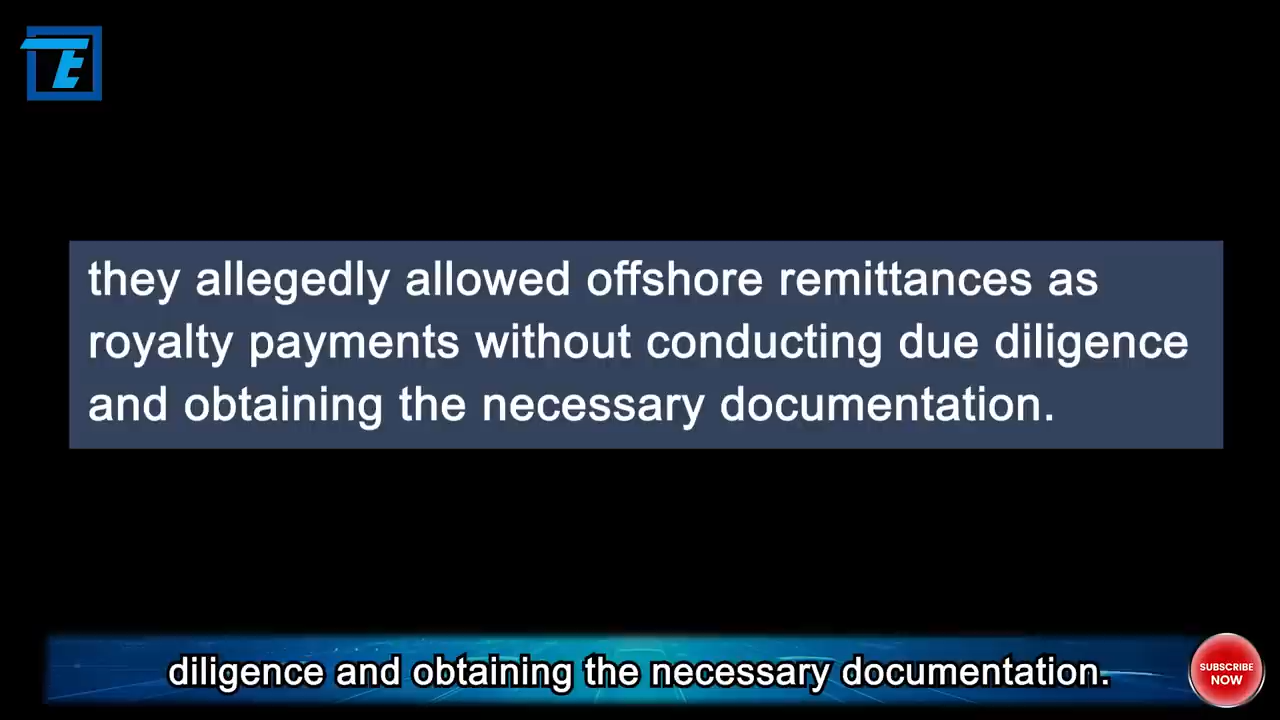 TE
they allegedly allowed offshore remittances as
royalty payments without conducting due diligence
and obtaining the necessary documentation.
diligence and obtaining the necessary documentation.
SUBSCRIBE
NOW